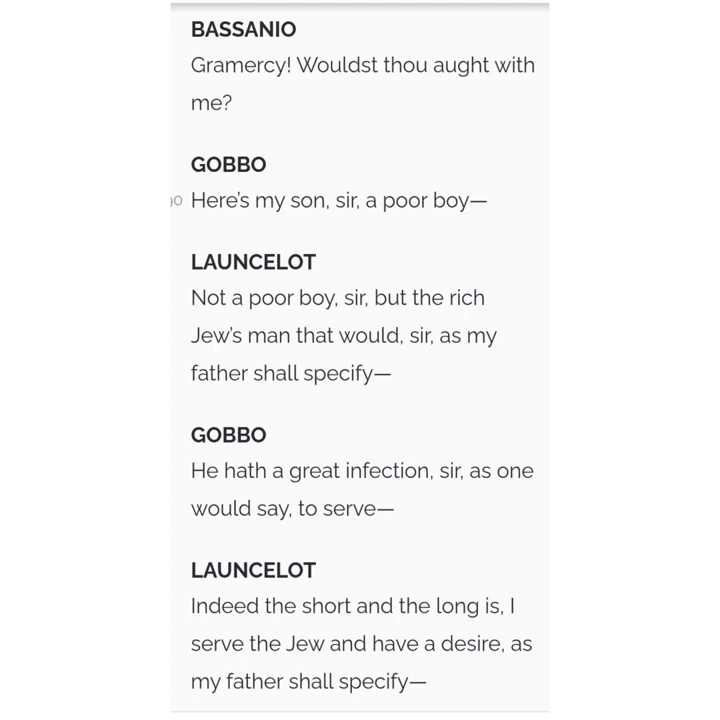 BASSANIO
Gramercy! Wouldst thou aught with
me?
GOBBO
Here's my son, sir, a poor boy—
LAUNCELOT
Not a poor boy, sir, but the rich
Jew's man that would, sir, as my
father shall specify—
GOBBO
He hath a great infection, sir, as one
would say, to serve—
LAUNCELOT
Indeed the short and the long is, I
serve the Jew and have a desire, as
my father shall specify—